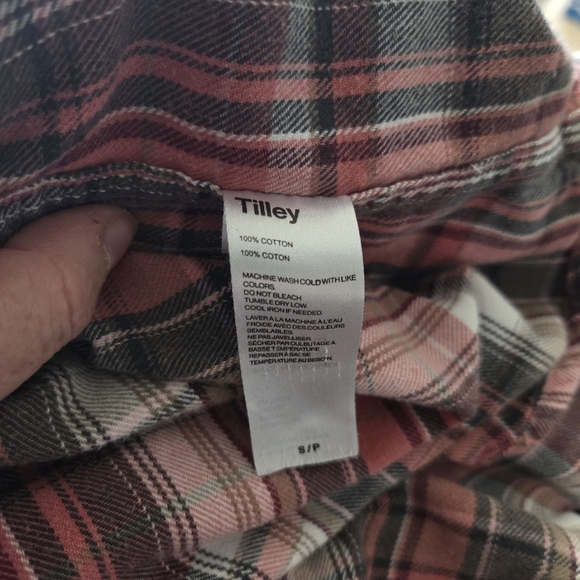 Tilley
100% COTTON
100% COTON
MACHINE WASH COLD WITH LIKE
COLORS.
DO NOT BLEACH
TUMBLE DRY LOW.
COOL IRON IF NEEDED.
LAVER À LA MACHINE À L'EAU
FROIDE AVEC DES COULEURS
SEMBLABLES.
NE PAS JAVELLISER
SÉCHER PAR CULBUTAGE À
BASSE TEMPÉRATURE
REPASSER À BASSE
TEMPÉRATURE AU BESOIN.
S/P